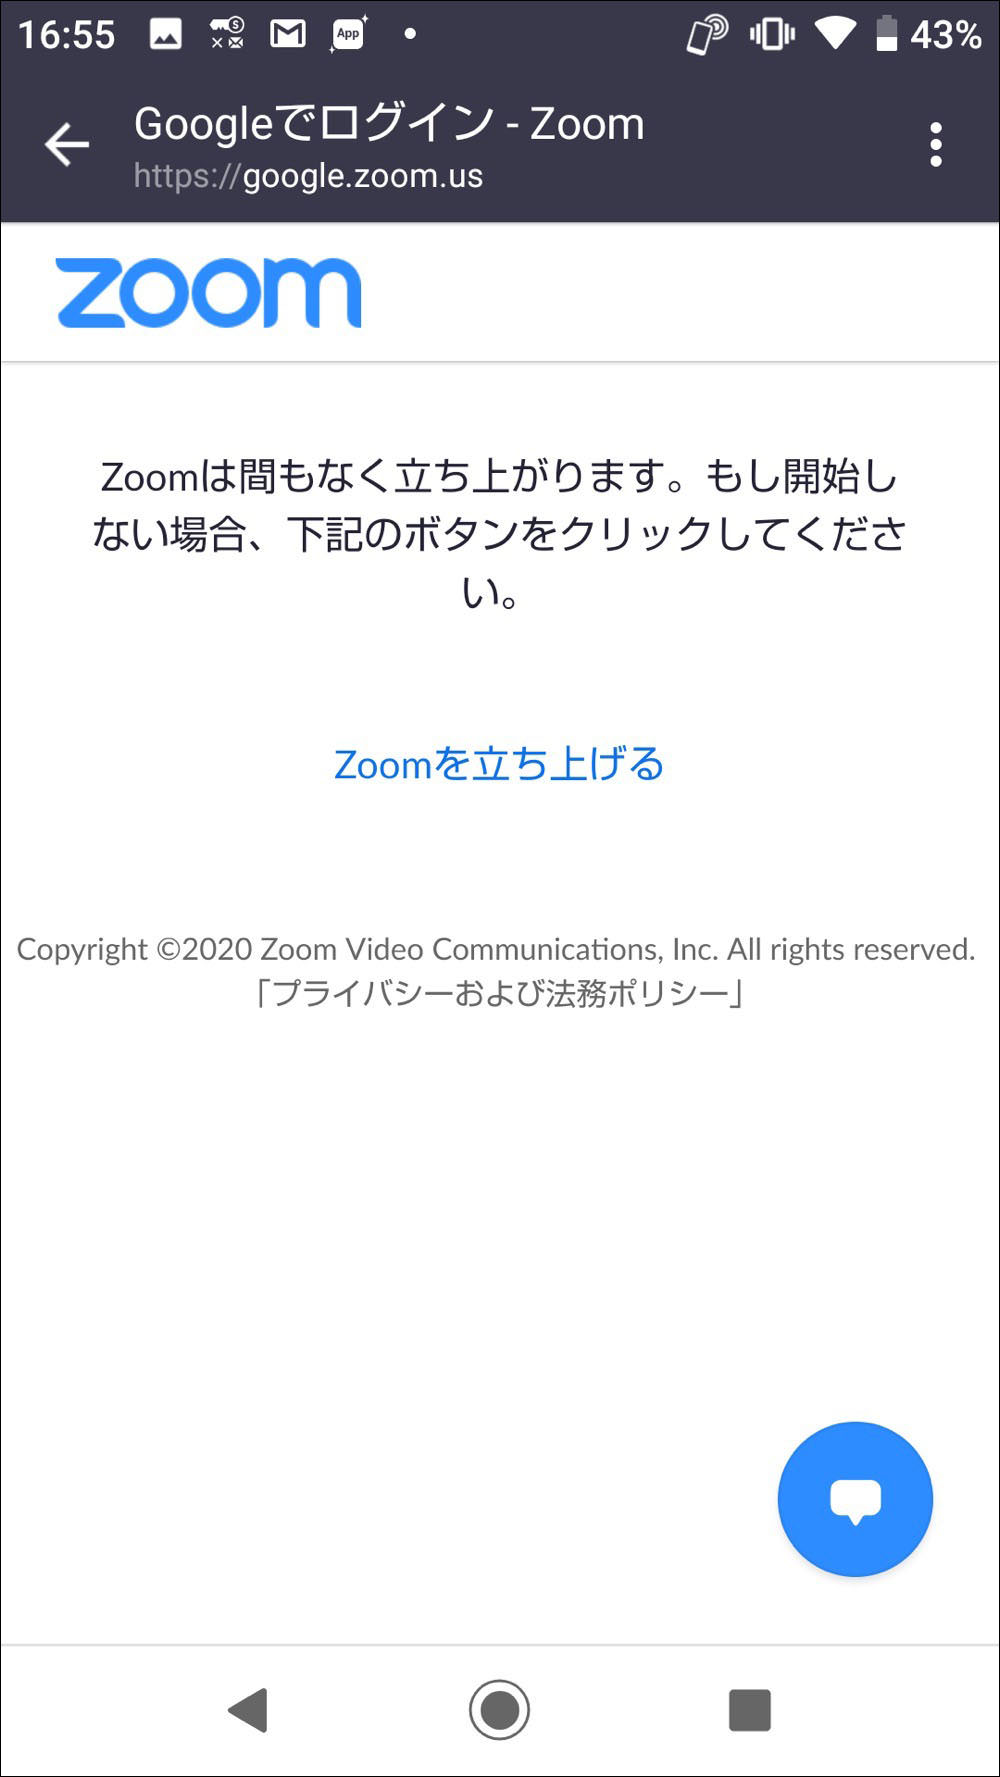 16:55
App
43%
Googleでログイン - Zoom
https://google.zoom.us
zoom
Zoomは間もなく立ち上がります。もし開始し
ない場合、下記のボタンをクリックしてくださ
い。
Zoomを立ち上げる
Copyright ©2020 Zoom Video Communications, Inc. All rights reserved.
「プライバシーおよび法務ポリシー」